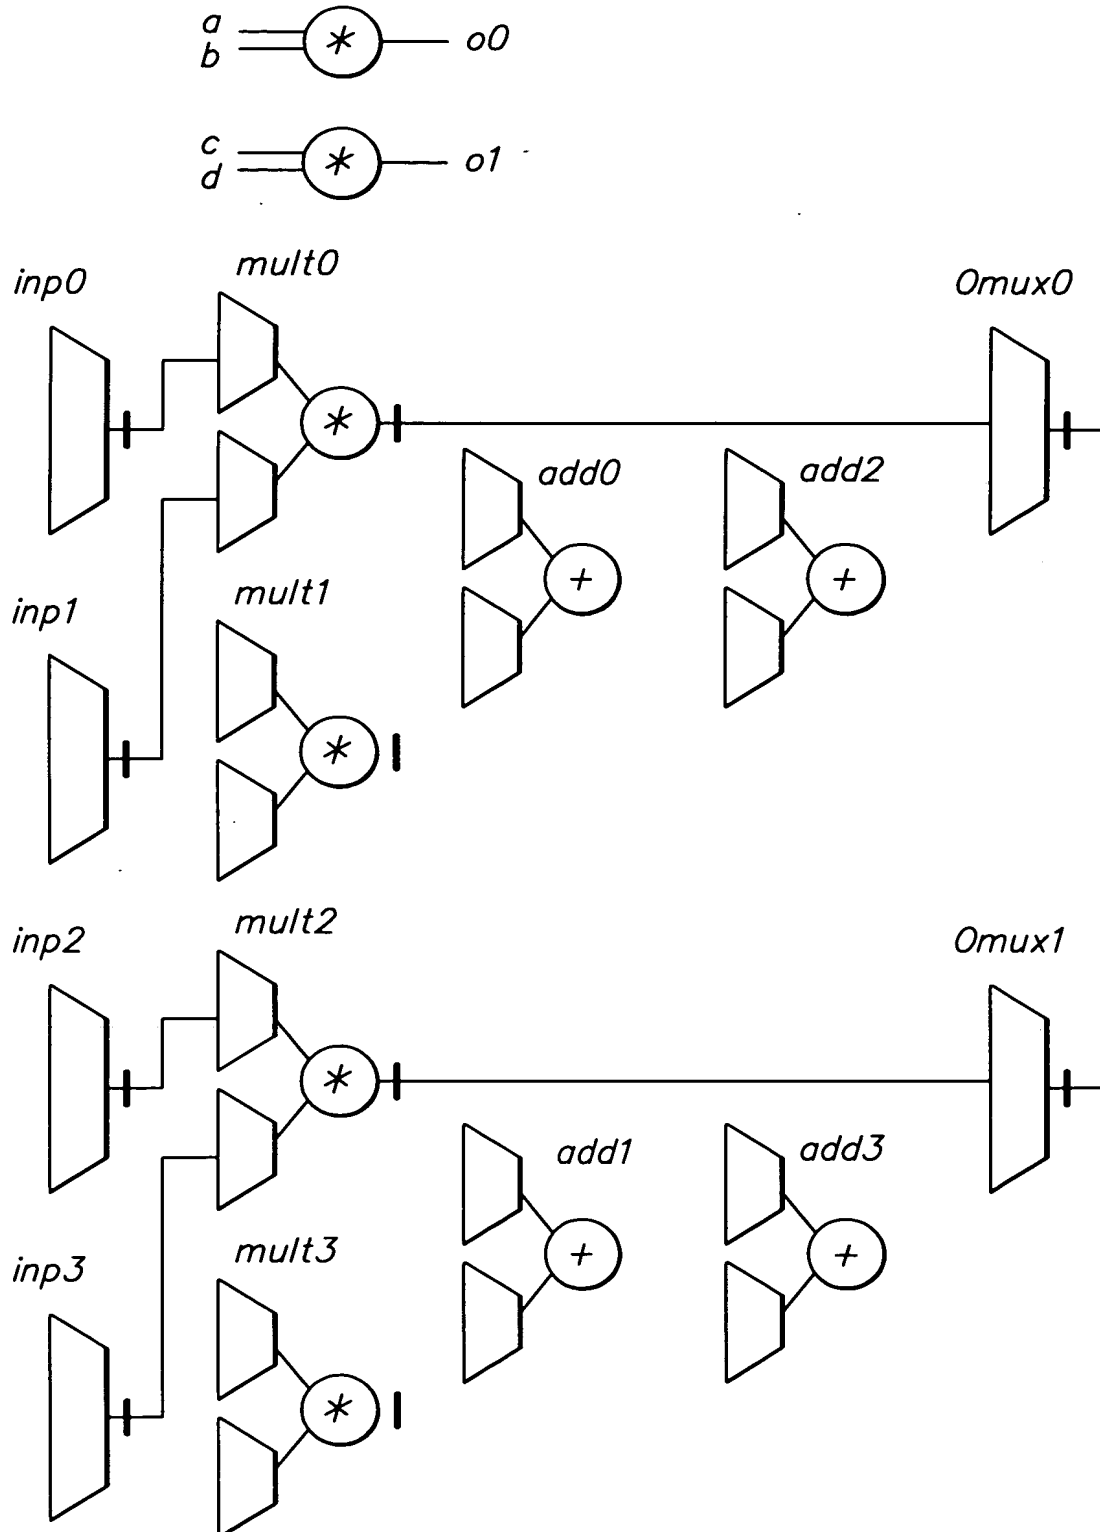 a
b
*
o0
c
d
*
o1
inp0
mult0
Omux0
*
add0
add2
+
+
inp1
mult1
*
inp2
mult2
Omux1
*
add1
add3
+
+
inp3
mult3
*